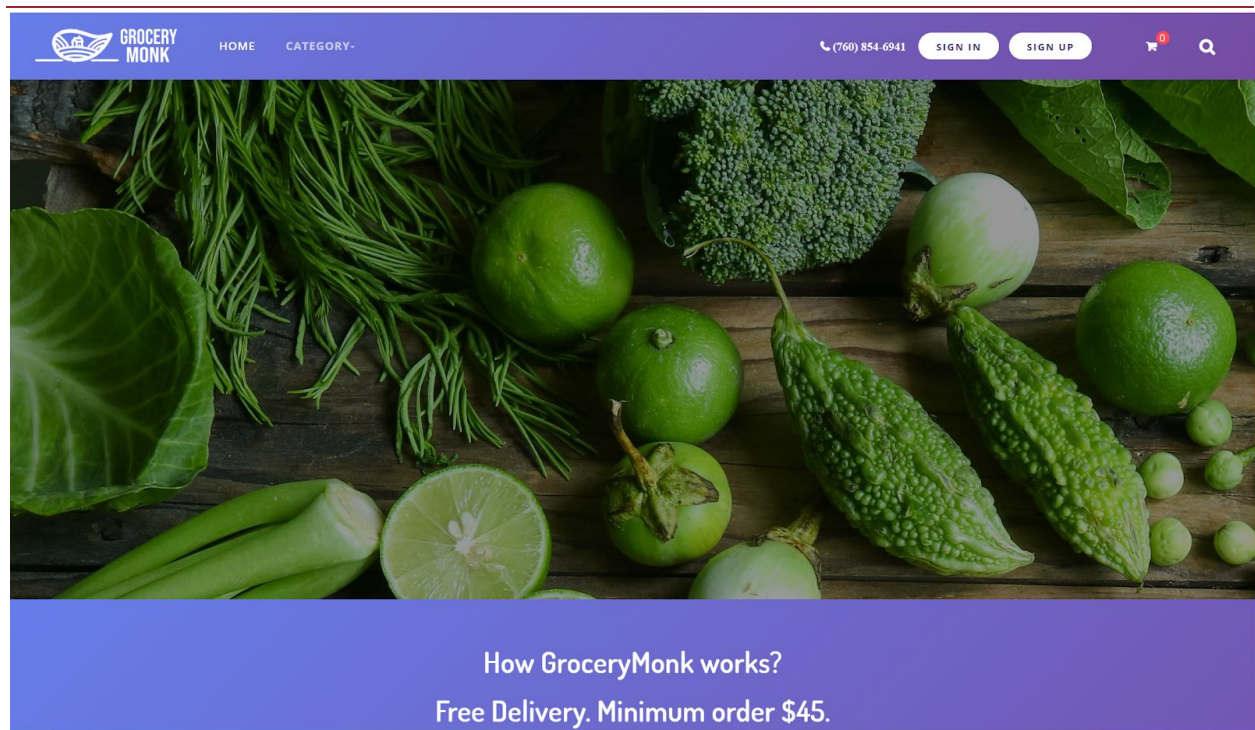 GROCERY
MONK
HOME
CATEGORY
(760) 854-6941
SIGN IN
SIGN UP
0
How GroceryMonk works?
Free Delivery. Minimum order $45.